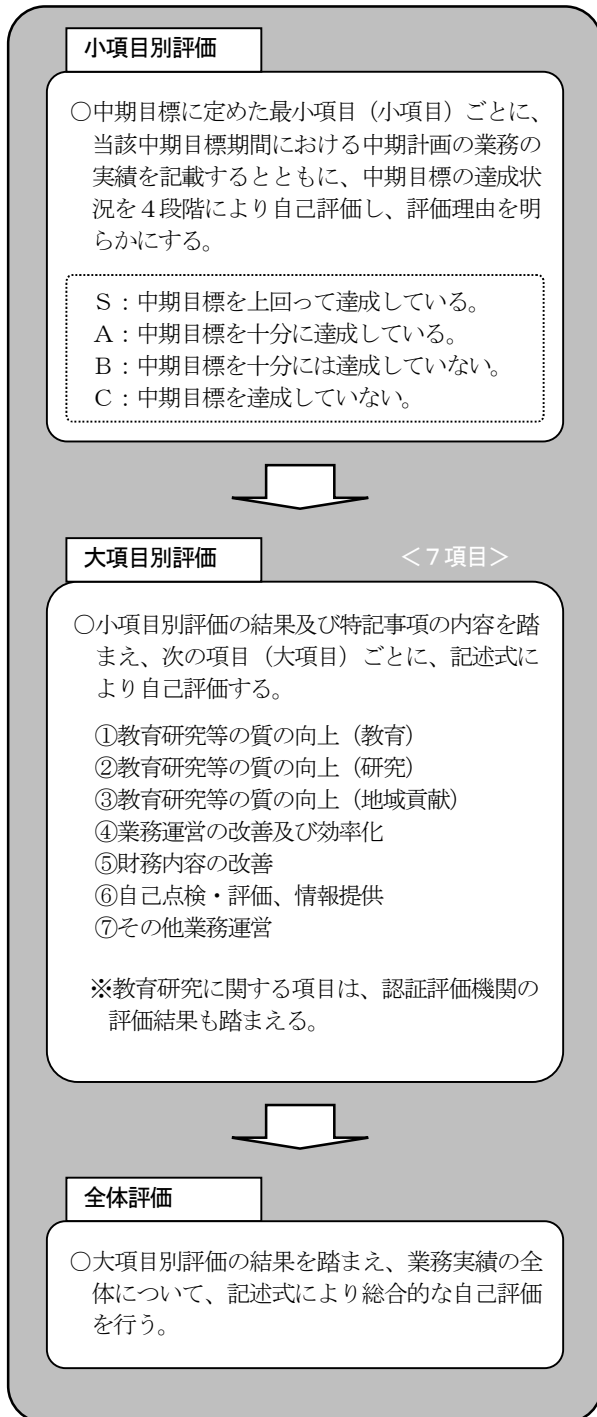 小項目別評価
○中期目標に定めた最小項目（小項目）ごとに、
当該中期目標期間における中期計画の業務の
実績を記載するとともに、中期目標の達成状
況を４段階により自己評価し、評価理由を明
らかにする。
Ｓ：中期目標を上回って達成している。
Ａ：中期目標を十分に達成している。
Ｂ：中期目標を十分には達成していない。
Ｃ：中期目標を達成していない。
大項目別評価
＜７項目＞
○小項目別評価の結果及び特記事項の内容を踏
まえ、次の項目（大項目）ごとに、記述式に
より自己評価する。
①教育研究等の質の向上（教育）
②教育研究等の質の向上（研究）
③教育研究等の質の向上（地域貢献）
④業務運営の改善及び効率化
⑤財務内容の改善
⑥自己点検・評価、情報提供
⑦その他業務運営
※教育研究に関する項目は、認証評価機関の
評価結果も踏まえる。
全体評価
○大項目別評価の結果を踏まえ、業務実績の全
体について、記述式により総合的な自己評価
を行う。